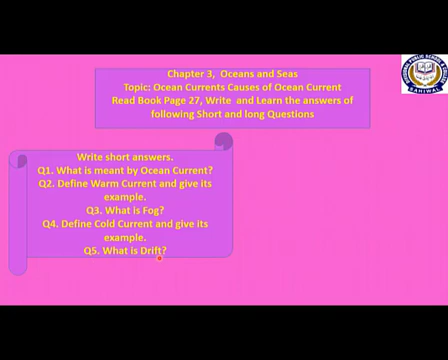 Chapter 3, Oceans and Seas
Topic: Ocean Currents Causes of Ocean Current
Read Book Page 27, Write and Learn the answers of
following Short and long Questions
Write short answers.
Q1. What is meant by Ocean Current?
Q2. Define Warm Current and give its
example.
Q3. What is Fog?
Q4. Define Cold Current and give its
example.
Q5. What is Drift?
SAHIWAL